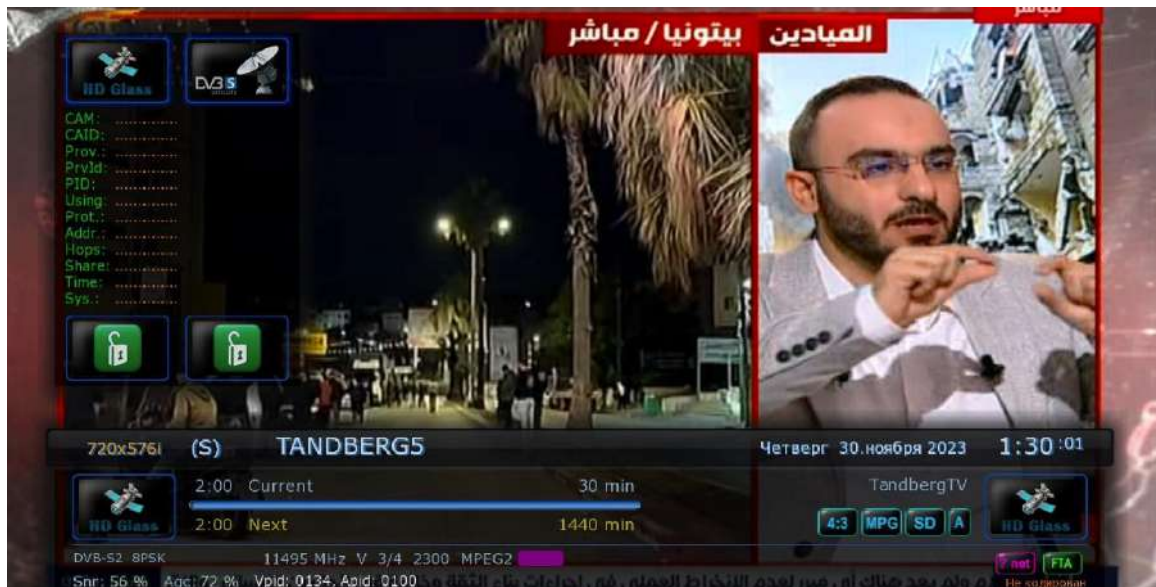 مباشر
الميادين
بيتونيا / مباشر
HD Glass
DVB S
CAM:
CAID:
Prov.:
PrvId:
PID:
Using:
Prot.:
Addr.:
Hops:
Share:
Time:
Sys.:
720x576i (S) TANDBERG5 Четверг 30.ноября 2023 1:30:01
2:00 Current 30 min TandbergTV
HD Glass
2:00 Next 1440 min 4:3 MPG SD A HD Glass
DVB-S2 8PSK 11495 MHz V 3/4 2300 MPEG2 ? net FTA
Snr: 56 % Agc: 72 % Vpid: 0134, Apid: 0100 Не кодирован